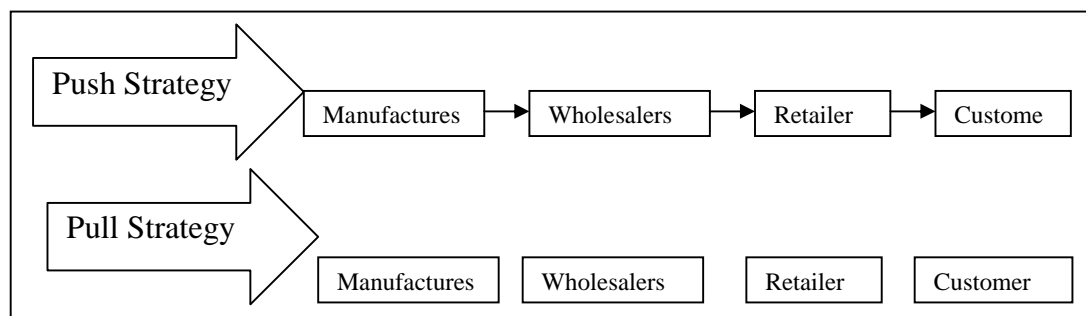 Push Strategy
Manufactures
Wholesalers
Retailer
Custome
Pull Strategy
Manufactures
Wholesalers
Retailer
Customer